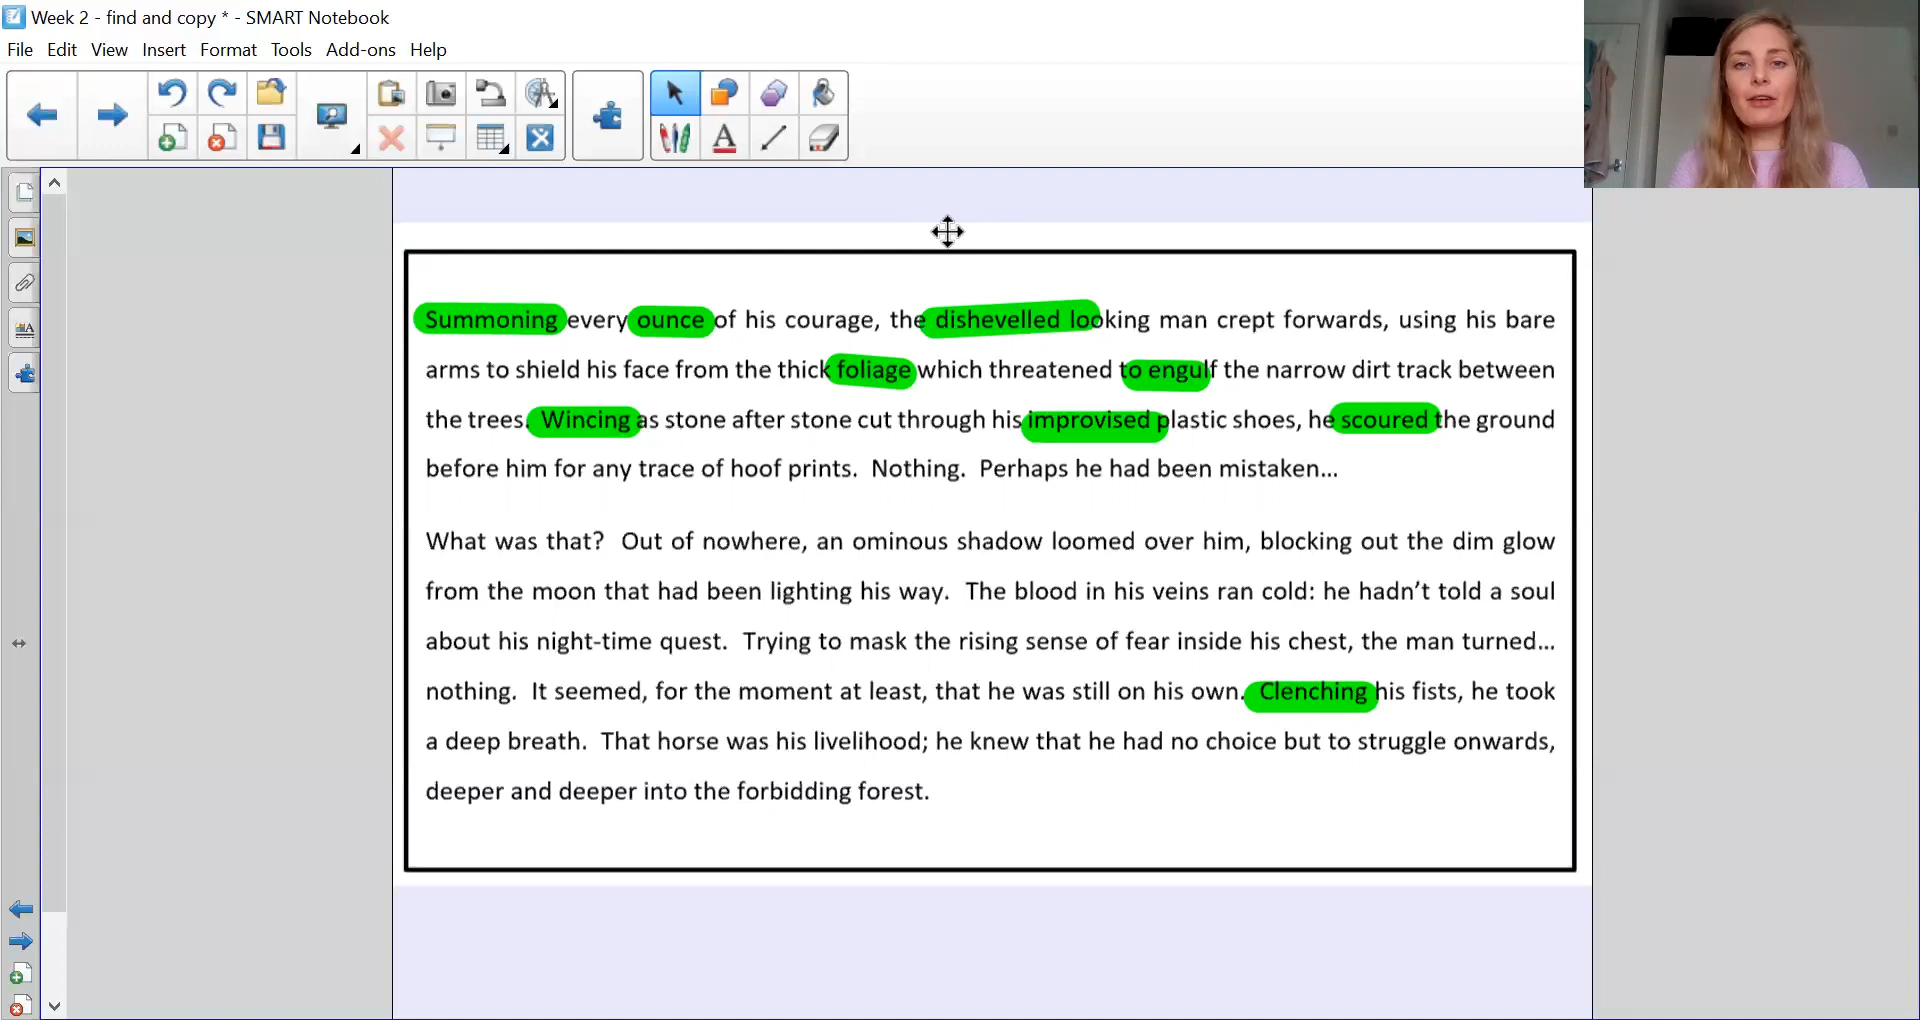 Week 2 - find and copy * - SMART Notebook
File Edit View Insert Format Tools Add-ons Help
Summoning every ounce of his courage, the dishevelled looking man crept forwards, using his bare
arms to shield his face from the thick foliage which threatened to engulf the narrow dirt track between
the trees. Wincing as stone after stone cut through his improvised plastic shoes, he scoured the ground
before him for any trace of hoof prints. Nothing. Perhaps he had been mistaken...
What was that? Out of nowhere, an ominous shadow loomed over him, blocking out the dim glow
from the moon that had been lighting his way. The blood in his veins ran cold: he hadn’t told a soul
about his night-time quest. Trying to mask the rising sense of fear inside his chest, the man turned...
nothing. It seemed, for the moment at least, that he was still on his own. Clenching his fists, he took
a deep breath. That horse was his livelihood; he knew that he had no choice but to struggle onwards,
deeper and deeper into the forbidding forest.